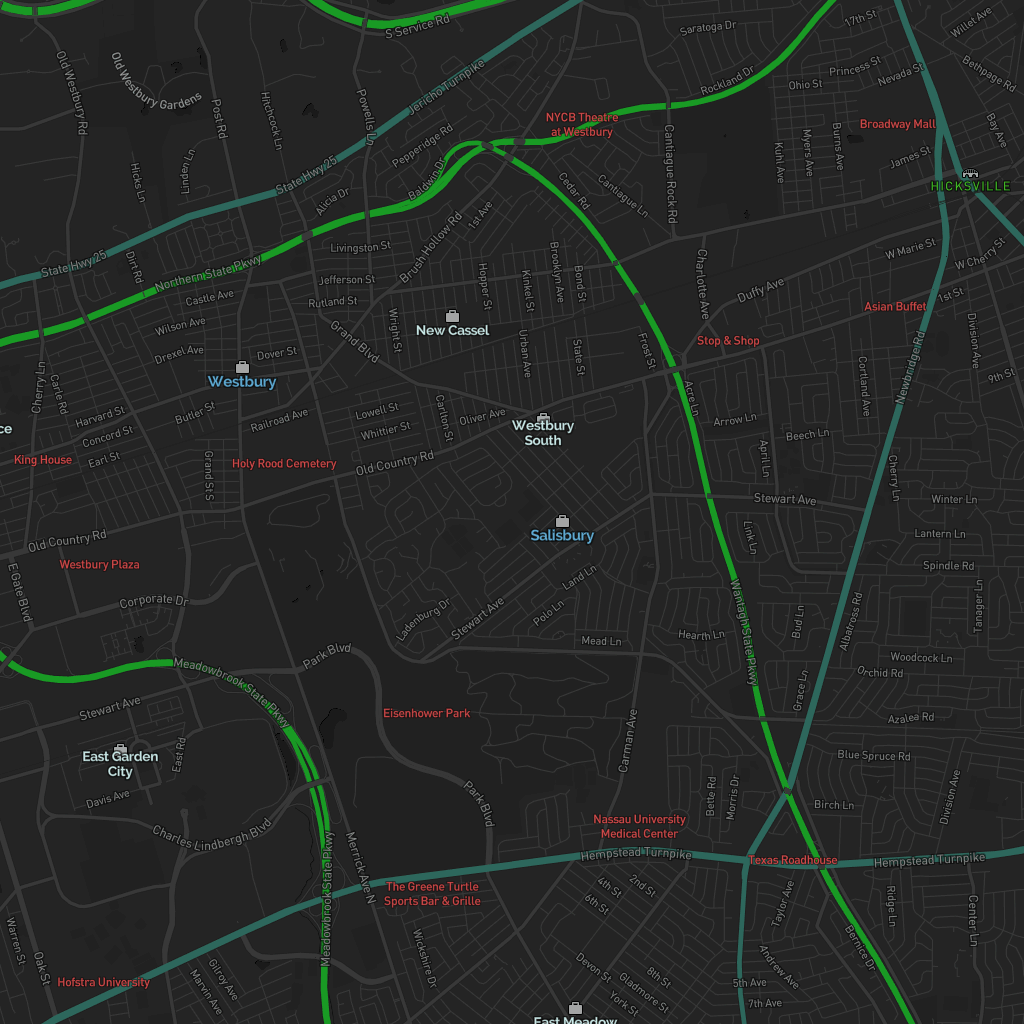 S Service Rd
Saratoga Dr
17th St
Willet Ave
Old Westbury Rd
Old Westbury Gardens
Jericho Turnpike
Rockland Dr
Princess St
Ohio St
Nevada St
Bethpage Rd
Post Rd
Hitchcock Ln
Powells Ln
NYCB Theatre
at Westbury
Broadway Mall
Bay Ave
Pepperidge Rd
Cantiague Rock Rd
Kuhl Ave
Myers Ave
Burns Ave
James St
Hicks Ln
Aspen Ln
State Hwy 25
Baldwin Dr
Cedar Rd
Cantiague Ln
HICKSVILLE
Alicia Dr
1st Ave
Brush Hollow Rd
Livingston St
W Marie St
W Cherry St
State Hwy 25
Dirt Rd
Northern State Pkwy
Jefferson St
Hopper St
Kinkel St
Brooklyn Ave
Bond St
Charlotte Ave
Duffy Ave
Castle Ave
Rutland St
1st St
Asian Buffet
Wilson Ave
Wright St
New Cassel
Grand Blvd
Urban Ave
State St
Frost St
Stop & Shop
Division Ave
Drexel Ave
Dover St
Newbridge Rd
Cherry Ln
Carle Rd
Westbury
Cortland Ave
9th St
Harvard St
Butler St
Railroad Ave
Lowell St
Carlton St
Oliver Ave
Acre Ln
Arrow Ln
ce
Concord St
Whittier St
Westbury
South
Beech Ln
King House
Earl St
Grand St S
Holy Rood Cemetery
Old Country Rd
April Ln
Cherry Ln
Stewart Ave
Winter Ln
Old Country Rd
Salisbury
Link Ln
Lantern Ln
Westbury Plaza
E Gate Blvd
Land Ln
Spindle Rd
Corporate Dr
Ladenburg Dr
Stewart Ave
Polo Ln
Wantagh State Pkwy
Bud Ln
Albatross Rd
Tanager Ln
Park Blvd
Mead Ln
Hearth Ln
Woodcock Ln
Meadowbrook State Pkwy
Orchid Rd
Grace Ln
Stewart Ave
Eisenhower Park
Carman Ave
Azalea Rd
East Garden
City
East Rd
Blue Spruce Rd
Davis Ave
Park Blvd
Bette Rd
Morris Dr
Birch Ln
Division Ave
Charles Lindbergh Blvd
Nassau University
Medical Center
Merrick Ave N
Meadowbrook State Pkwy
Hempstead Turnpike
Texas Roadhouse
Hempstead Turnpike
The Greene Turtle
Sports Bar & Grille
4th St
2nd St
6th St
Taylor Ave
Ridge Ln
Center Ln
Warren St
Oak St
Wickshire Dr
Bernice Dr
Hofstra University
Gilroy Ave
Marvin Ave
Devon St
8th St
Gladmore St
York St
Andrew Ave
5th Ave
7th Ave
East Meadow